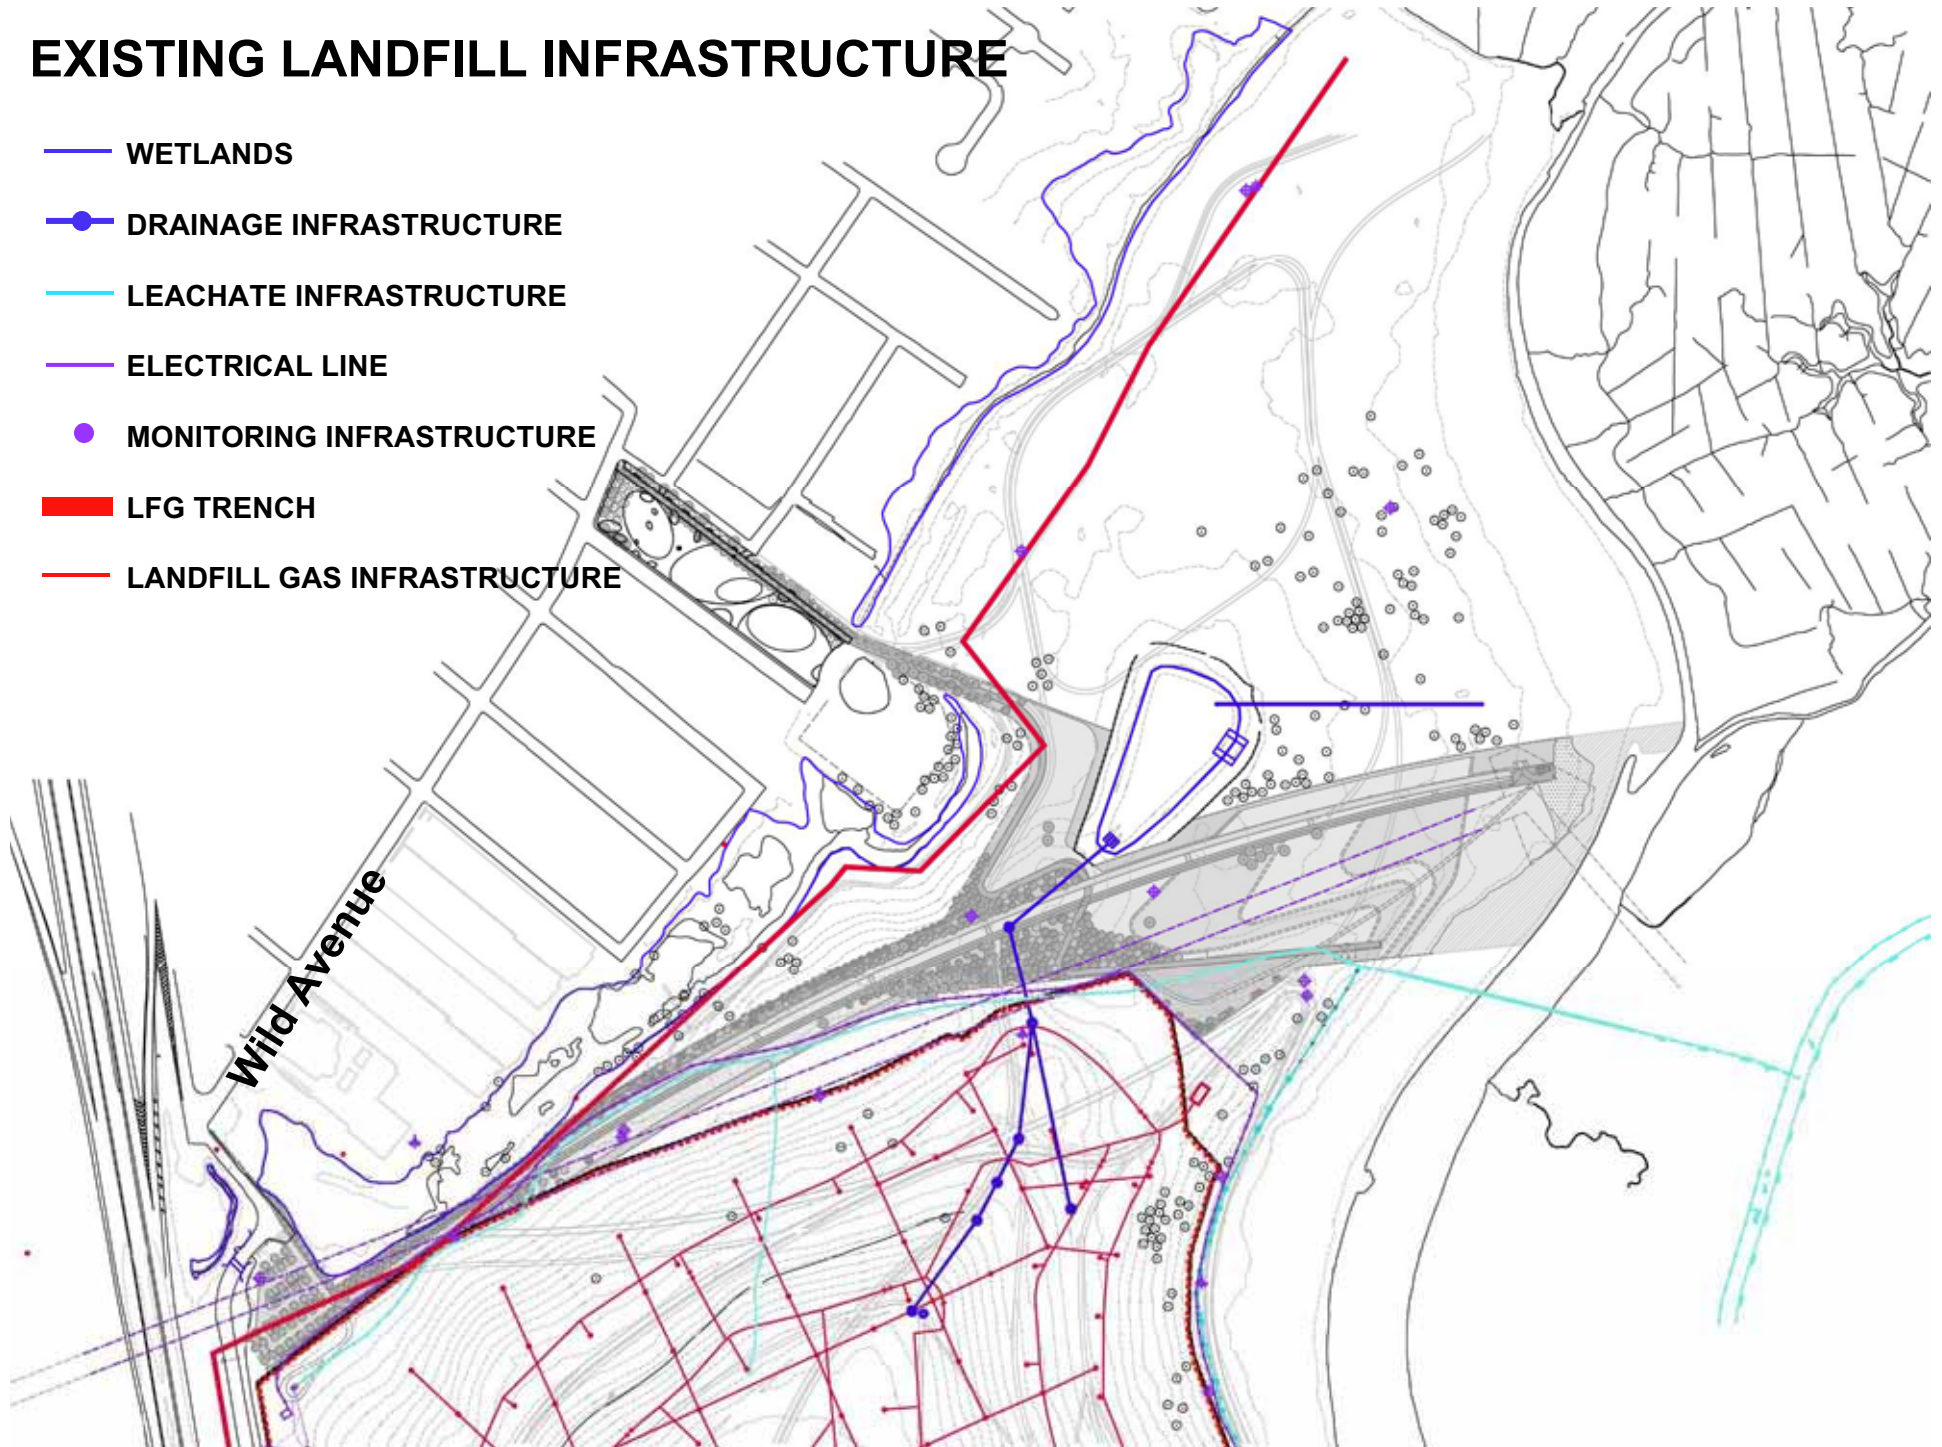 EXISTING LANDFILL INFRASTRUCTURE
WETLANDS
DRAINAGE INFRASTRUCTURE
LEACHATE INFRASTRUCTURE
ELECTRICAL LINE
MONITORING INFRASTRUCTURE
LFG TRENCH
LANDFILL GAS INFRASTRUCTURE
Wild Avenue